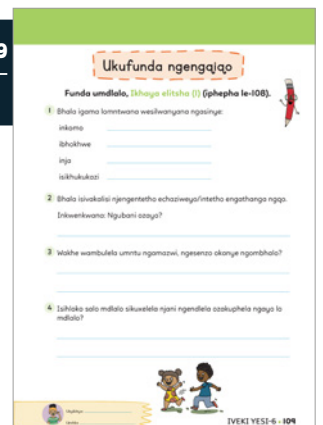 9
Ukufunda ngengqiqo
Funda umdlalo, Ikhaya elitsha (1) (iphepha le-108).
1 Bhala igama lomntwana wesilwanyana ngasinye:
inkomo
ibhokhwe
inja
isikhukukazi
2 Bhala isivakalisi njengentetho echaziweyo/intetho engathanga ngqo.
Inkwenkwana: Ngubani ozayo?
3 Wakhe wambulela umntu ngamazwi, ngesenzo okanye ngombhalo?
4 Isihloko salo mdlalo sikuxelela njani ngendlela ozakuphela ngayo lo
mdlalo?
IVEKI YESI-6 • 109